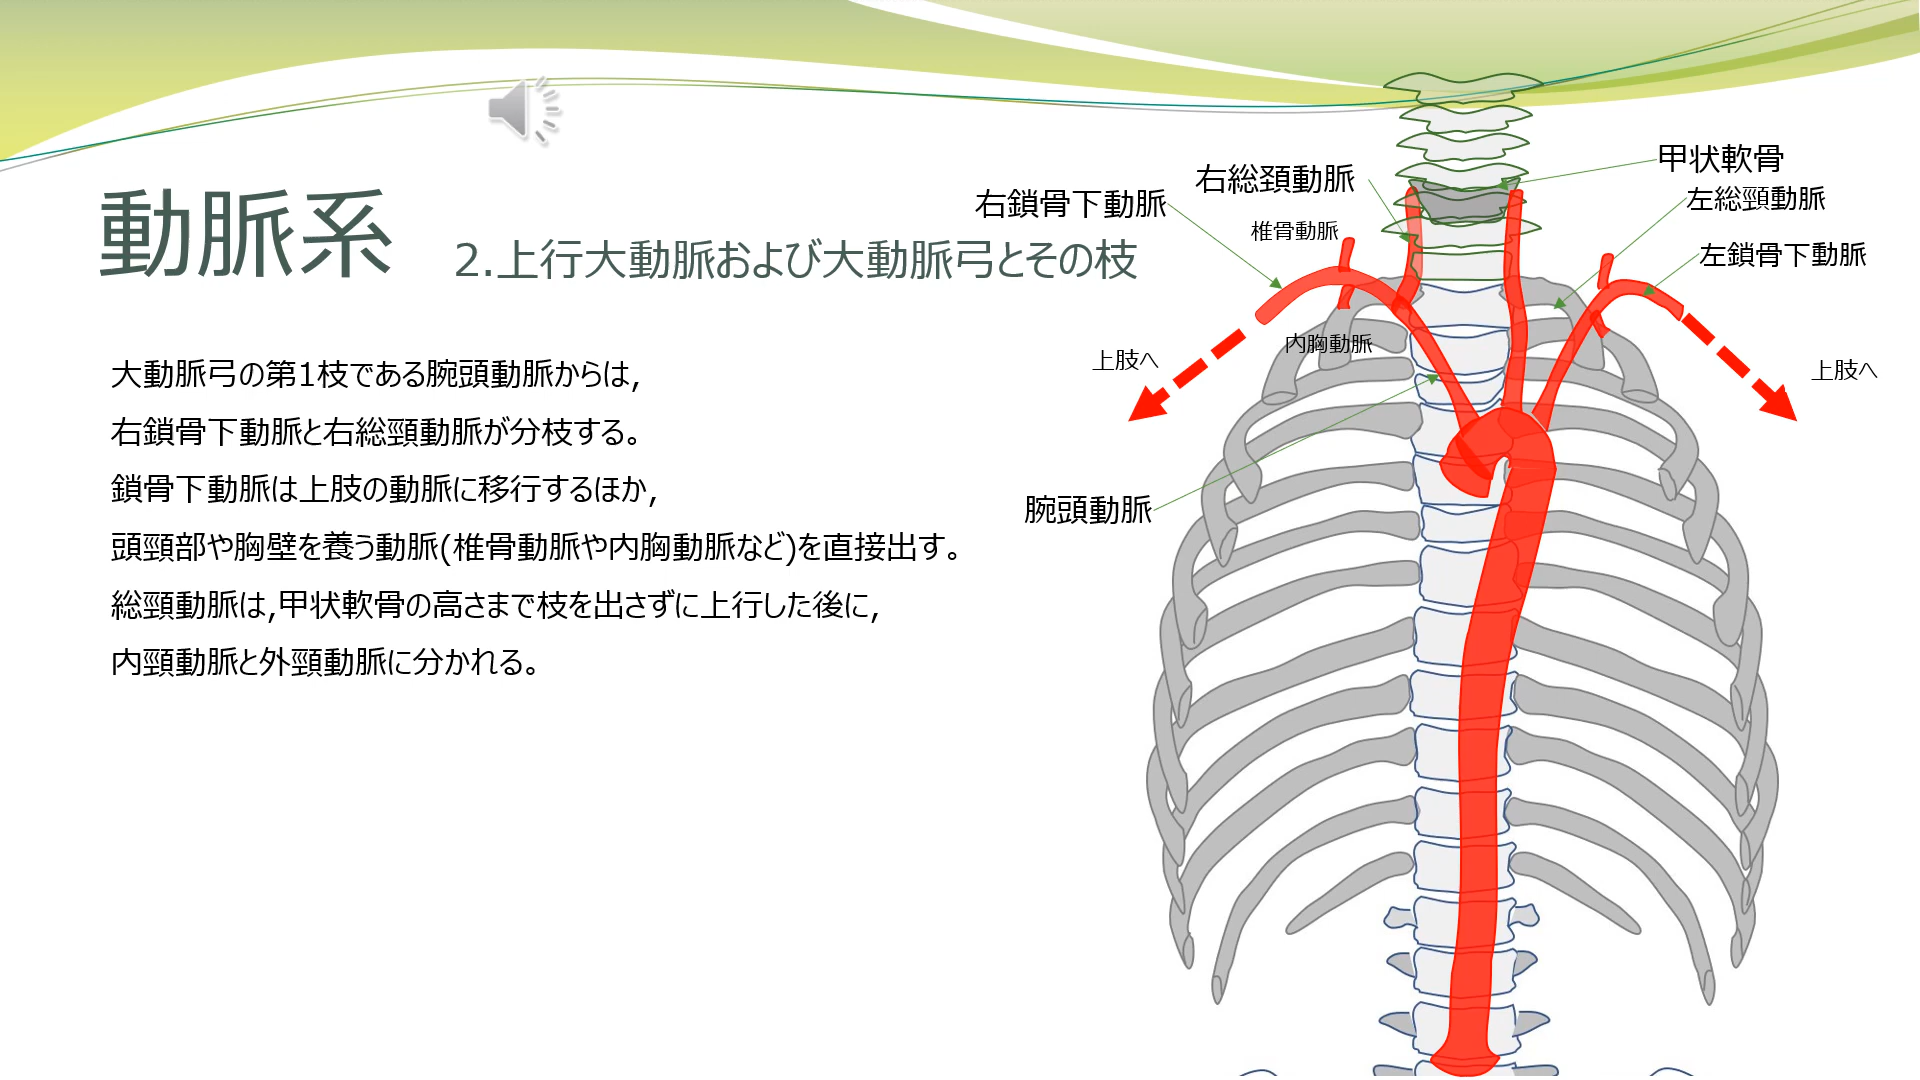 動脈系
2.上行大動脈および大動脈弓とその枝
大動脈弓の第1枝である腕頭動脈からは,
右鎖骨下動脈と右総頸動脈が分枝する。
鎖骨下動脈は上肢の動脈に移行するほか,
頭頸部や胸壁を養う動脈(椎骨動脈や内胸動脈など)を直接出す。
総頸動脈は,甲状軟骨の高さまで枝を出さずに上行した後に,
内頸動脈と外頸動脈に分かれる。
甲状軟骨
右総頚動脈
左総頸動脈
右鎖骨下動脈
椎骨動脈
左鎖骨下動脈
内胸動脈
上肢へ
上肢へ
腕頭動脈